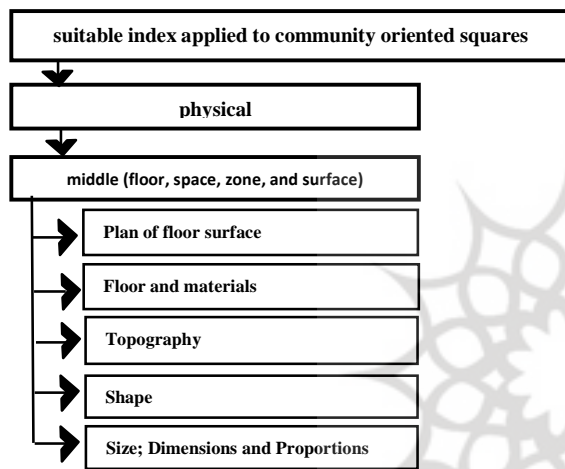 suitable index applied to community oriented squares
physical
middle (floor, space, zone, and surface)
Plan of floor surface
Floor and materials
Topography
Shape
Size; Dimensions and Proportions